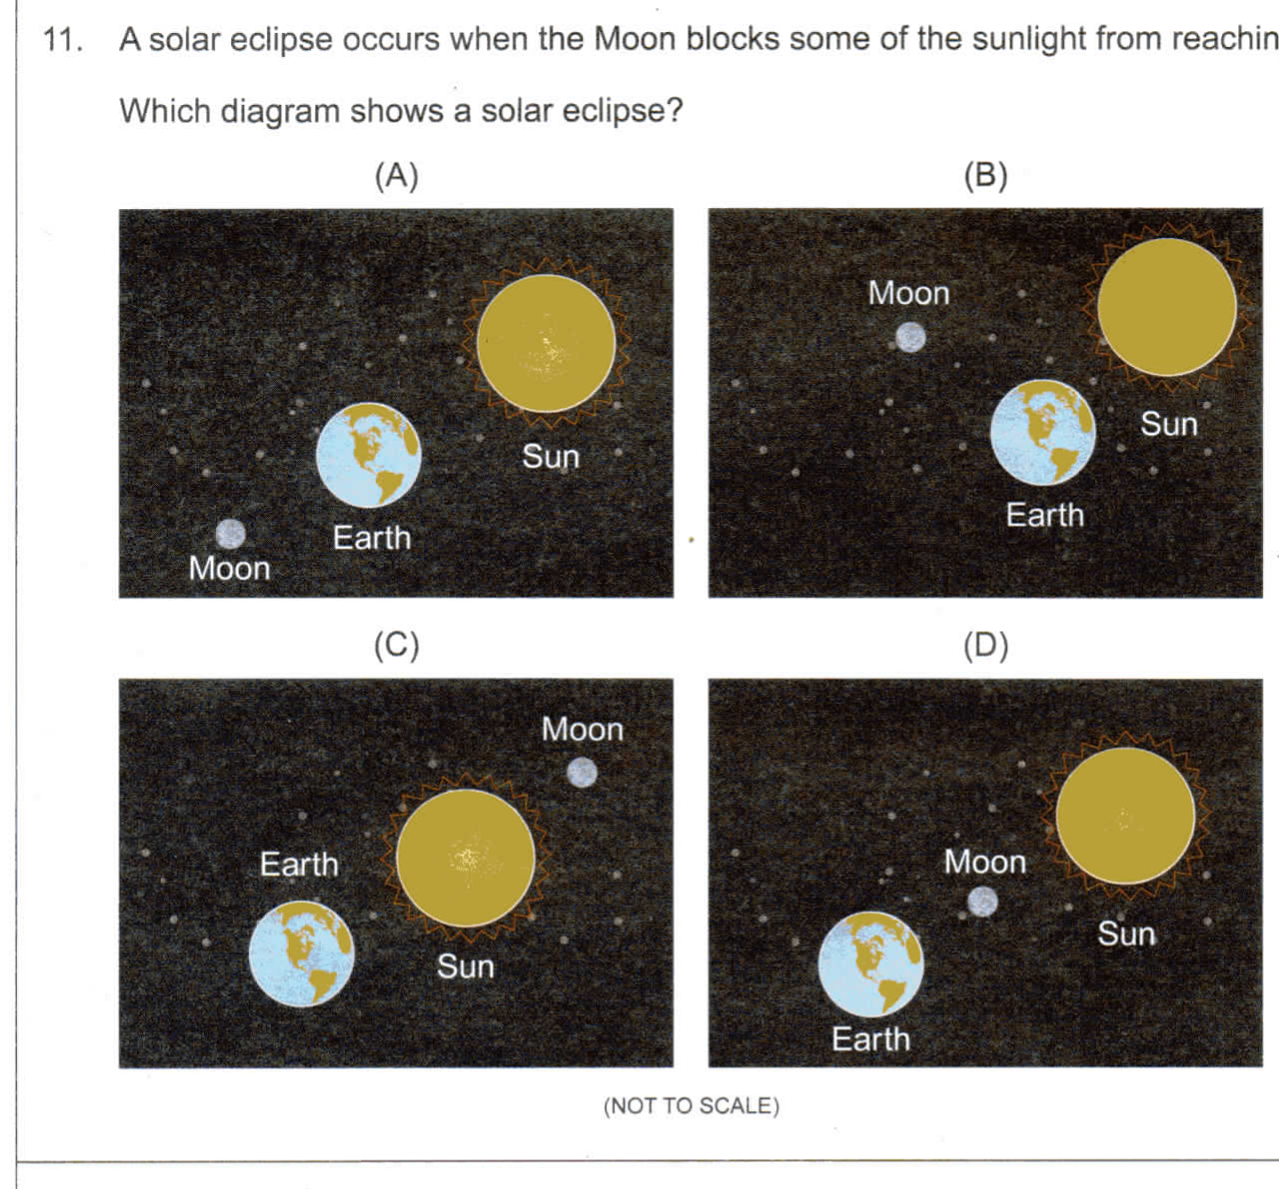 11. A solar eclipse occurs when the Moon blocks some of the sunlight from reachin
Which diagram shows a solar eclipse?
(A)
Sun
Earth
Moon
(B)
Moon
Sun
Earth
(C)
Moon
Earth
Sun
(D)
Moon
Sun
Earth
(NOT TO SCALE)